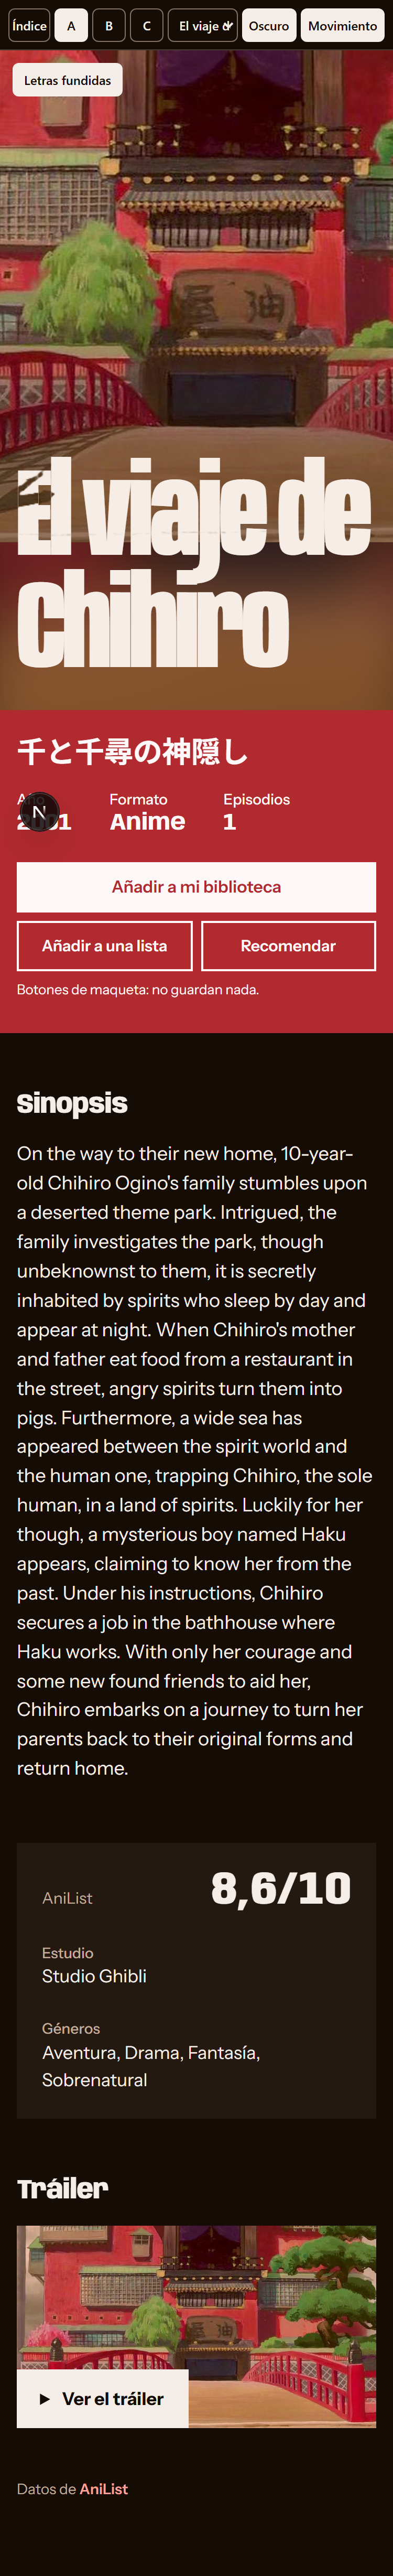 Índice
A
B
C
El viaje d
Oscuro
Movimiento
Letras fundidas
油
El viaje de
Chihiro
千と千尋の神隠し
Año
Formato
Episodios
N
2001
Anime
1
Añadir a mi biblioteca
Añadir a una lista
Recomendar
Botones de maqueta: no guardan nada.
Sinopsis
On the way to their new home, 10-year-
old Chihiro Ogino's family stumbles upon
a deserted theme park. Intrigued, the
family investigates the park, though
unbeknownst to them, it is secretly
inhabited by spirits who sleep by day and
appear at night. When Chihiro's mother
and father eat food from a restaurant in
the street, angry spirits turn them into
pigs. Furthermore, a wide sea has
appeared between the spirit world and
the human one, trapping Chihiro, the sole
human, in a land of spirits. Luckily for her
though, a mysterious boy named Haku
appears, claiming to know her from the
past. Under his instructions, Chihiro
secures a job in the bathhouse where
Haku works. With only her courage and
some new found friends to aid her,
Chihiro embarks on a journey to turn her
parents back to their original forms and
return home.
AniList
8,6/10
Estudio
Studio Ghibli
Géneros
Aventura, Drama, Fantasía,
Sobrenatural
Tráiler
油
Ver el tráiler
Datos de AniList